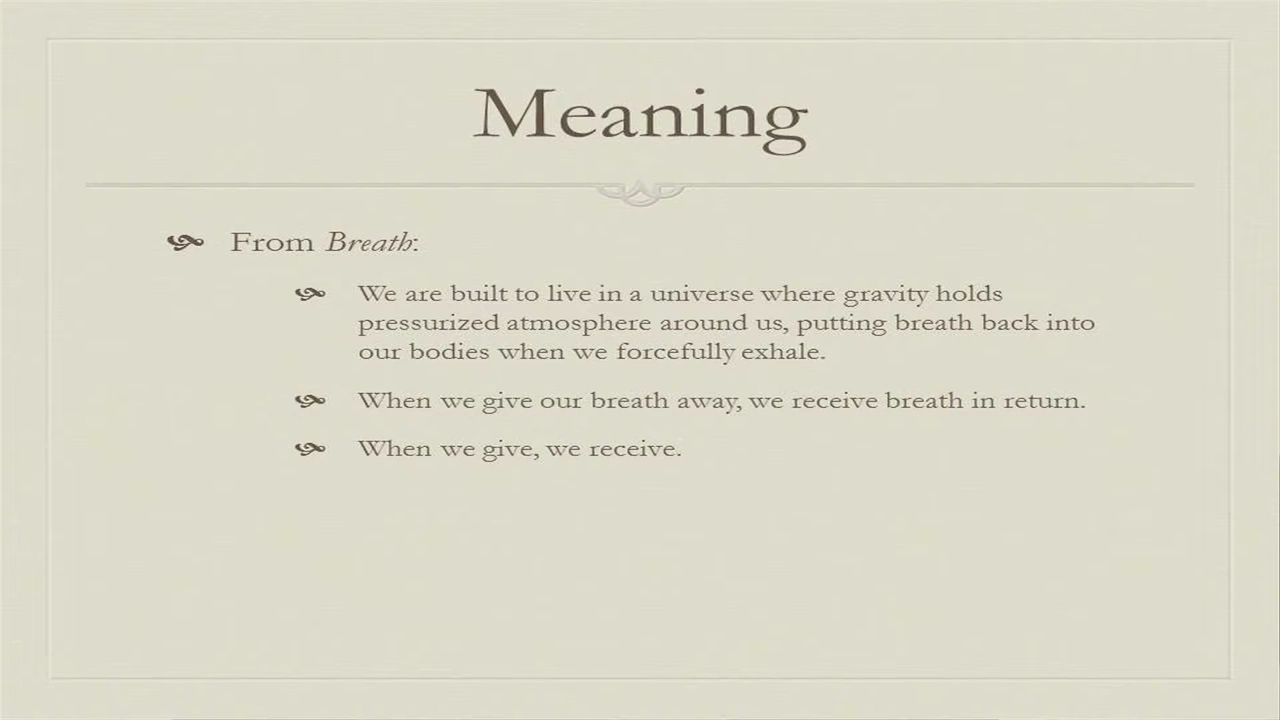 Meaning
From Breath:
We are built to live in a universe where gravity holds
pressurized atmosphere around us, putting breath back into
our bodies when we forcefully exhale.
When we give our breath away, we receive breath in return.
When we give, we receive.